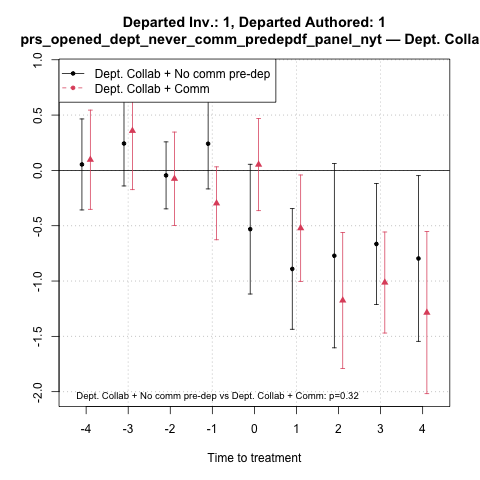 Departed Inv.: 1, Departed Authored: 1
prs_opened_dept_never_comm_predepdf_panel_nyt — Dept. Colla
Dept. Collab + No comm pre-dep
Dept. Collab + Comm
1.0
0.5
0.0
-0.5
-1.0
-1.5
-2.0
Dept. Collab + No comm pre-dep vs Dept. Collab + Comm: p=0.32
-4 -3 -2 -1 0 1 2 3 4
Time to treatment